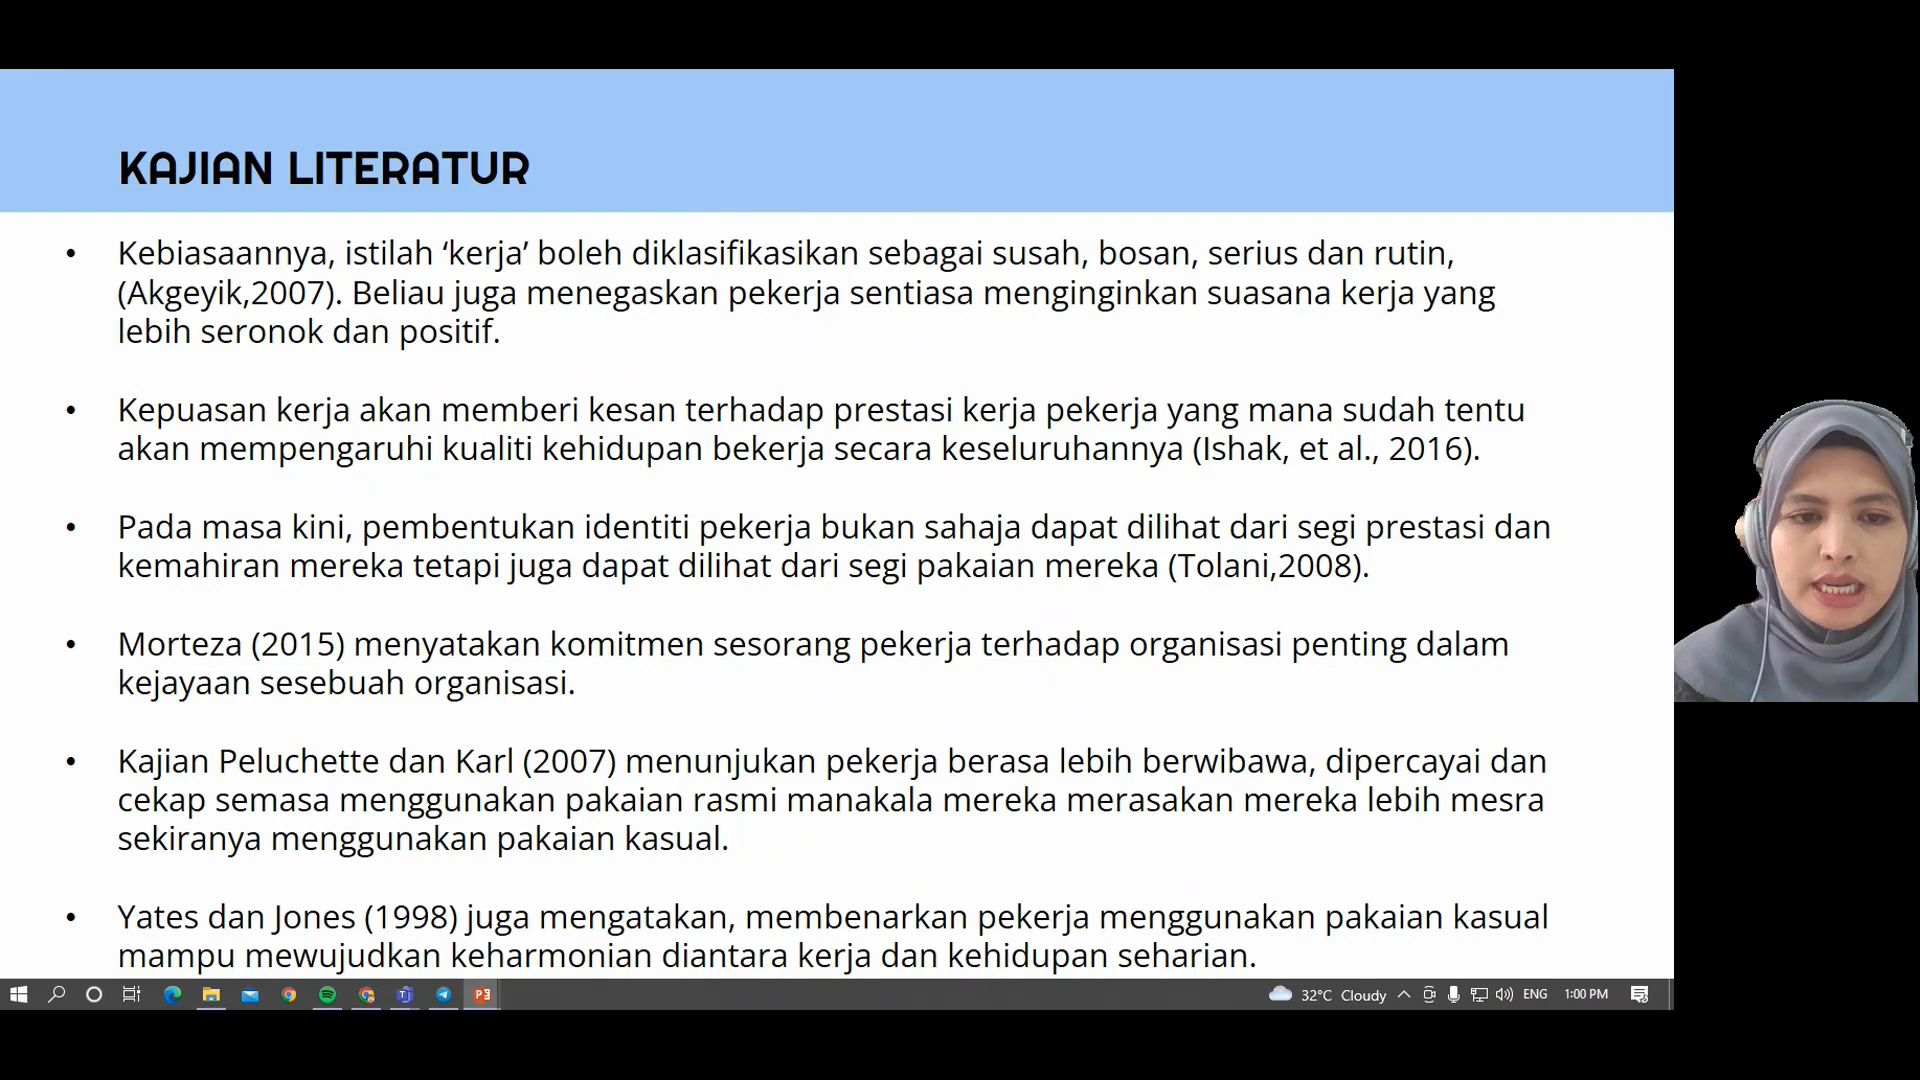 KAJIAN LITERATUR
• Kebiasaannya, istilah ‘kerja’ boleh diklasifikasikan sebagai susah, bosan, serius dan rutin,
(Akgeyik,2007). Beliau juga menegaskan pekerja sentiasa menginginkan suasana kerja yang
lebih seronok dan positif.
• Kepuasan kerja akan memberi kesan terhadap prestasi kerja pekerja yang mana sudah tentu
akan mempengaruhi kualiti kehidupan bekerja secara keseluruhannya (Ishak, et al., 2016).
• Pada masa kini, pembentukan identiti pekerja bukan sahaja dapat dilihat dari segi prestasi dan
kemahiran mereka tetapi juga dapat dilihat dari segi pakaian mereka (Tolani,2008).
• Morteza (2015) menyatakan komitmen sesorang pekerja terhadap organisasi penting dalam
kejayaan sesebuah organisasi.
• Kajian Peluchette dan Karl (2007) menunjukan pekerja berasa lebih berwibawa, dipercayai dan
cekap semasa menggunakan pakaian rasmi manakala mereka merasakan mereka lebih mesra
sekiranya menggunakan pakaian kasual.
• Yates dan Jones (1998) juga mengatakan, membenarkan pekerja menggunakan pakaian kasual
mampu mewujudkan keharmonian diantara kerja dan kehidupan seharian.
32°C Cloudy ENG 1:00 PM